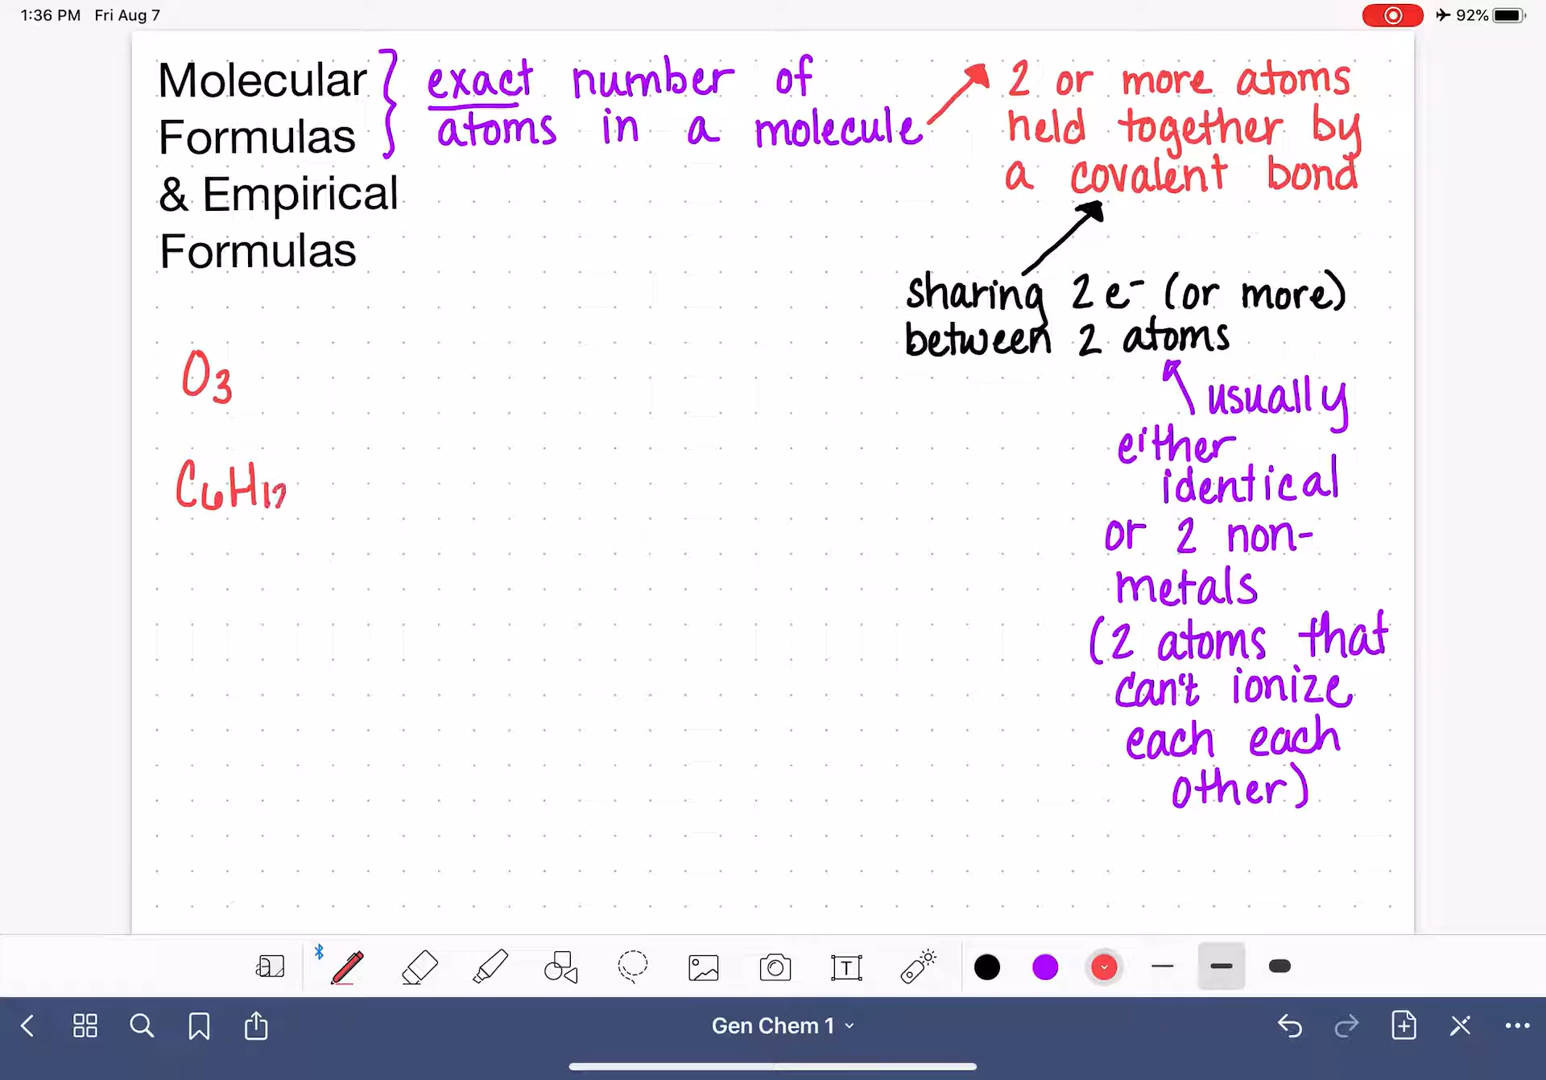 1:36 PM Fri Aug 7
92%
Molecular
Formulas
& Empirical
Formulas
exact number of
atoms in a molecule
2 or more atoms
held together by
a covalent bond
sharing 2 e⁻ (or more)
between 2 atoms
usually
either
identical
or 2 non-
metals
(2 atoms that
can't ionize
each each
other)
O₃
C₆H₁₂
T
Gen Chem 1